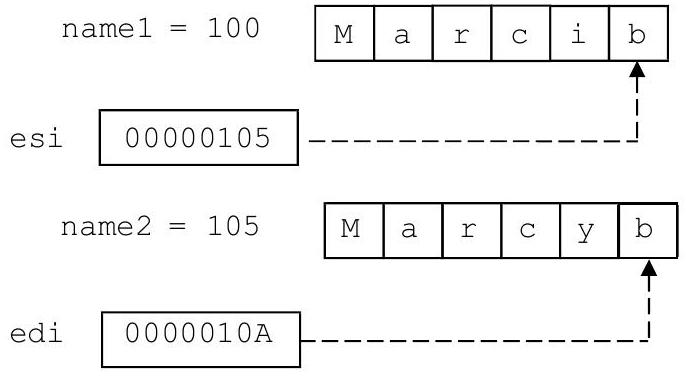 name1 = 100 M a r c i b
esi 00000105
name2 = 105 M a r c y b
edi 0000010A